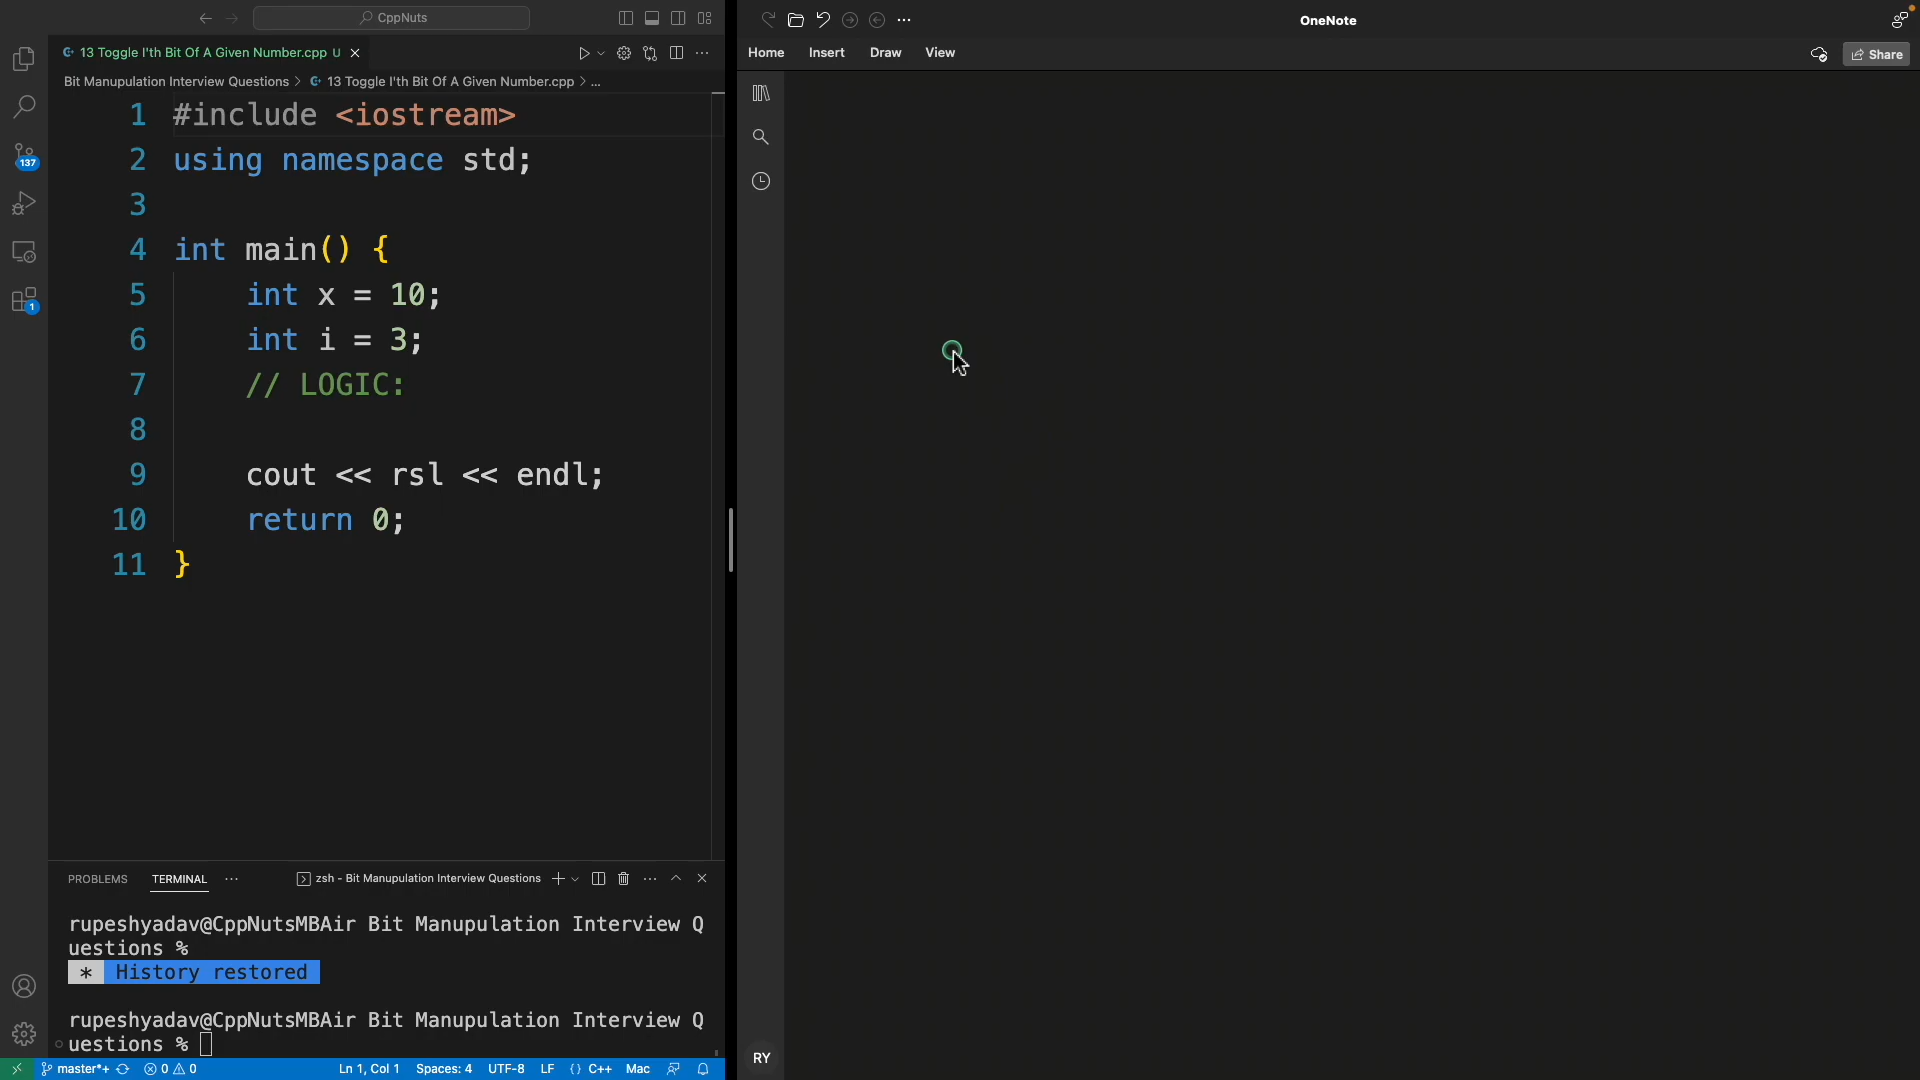 CppNuts
13 Toggle I'th Bit Of A Given Number.cpp U
Bit Manupulation Interview Questions > 13 Toggle I'th Bit Of A Given Number.cpp > ...
1 #include <iostream>
2 using namespace std;
3
4 int main() {
5 int x = 10;
6 int i = 3;
7 // LOGIC:
8
9 cout << rsl << endl;
10 return 0;
11 }
137
1
PROBLEMS TERMINAL ... zsh - Bit Manupulation Interview Questions
rupeshyadav@CppNutsMBAir Bit Manupulation Interview Q
uestions %
* History restored
rupeshyadav@CppNutsMBAir Bit Manupulation Interview Q
uestions %
master*+ 0 0 Ln 1, Col 1 Spaces: 4 UTF-8 LF {} C++ Mac
OneNote
Home Insert Draw View Share
RY